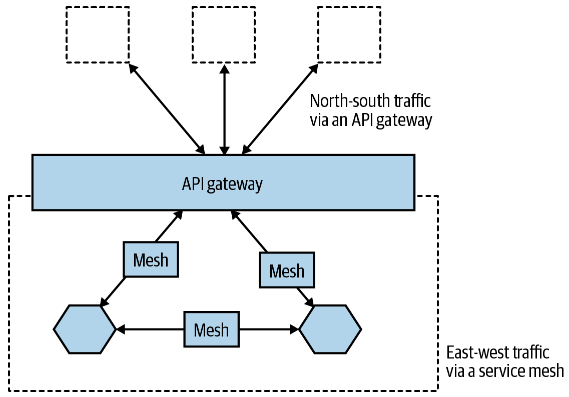 North-south traffic
via an API gateway
API gateway
Mesh
Mesh
Mesh
East-west traffic
via a service mesh